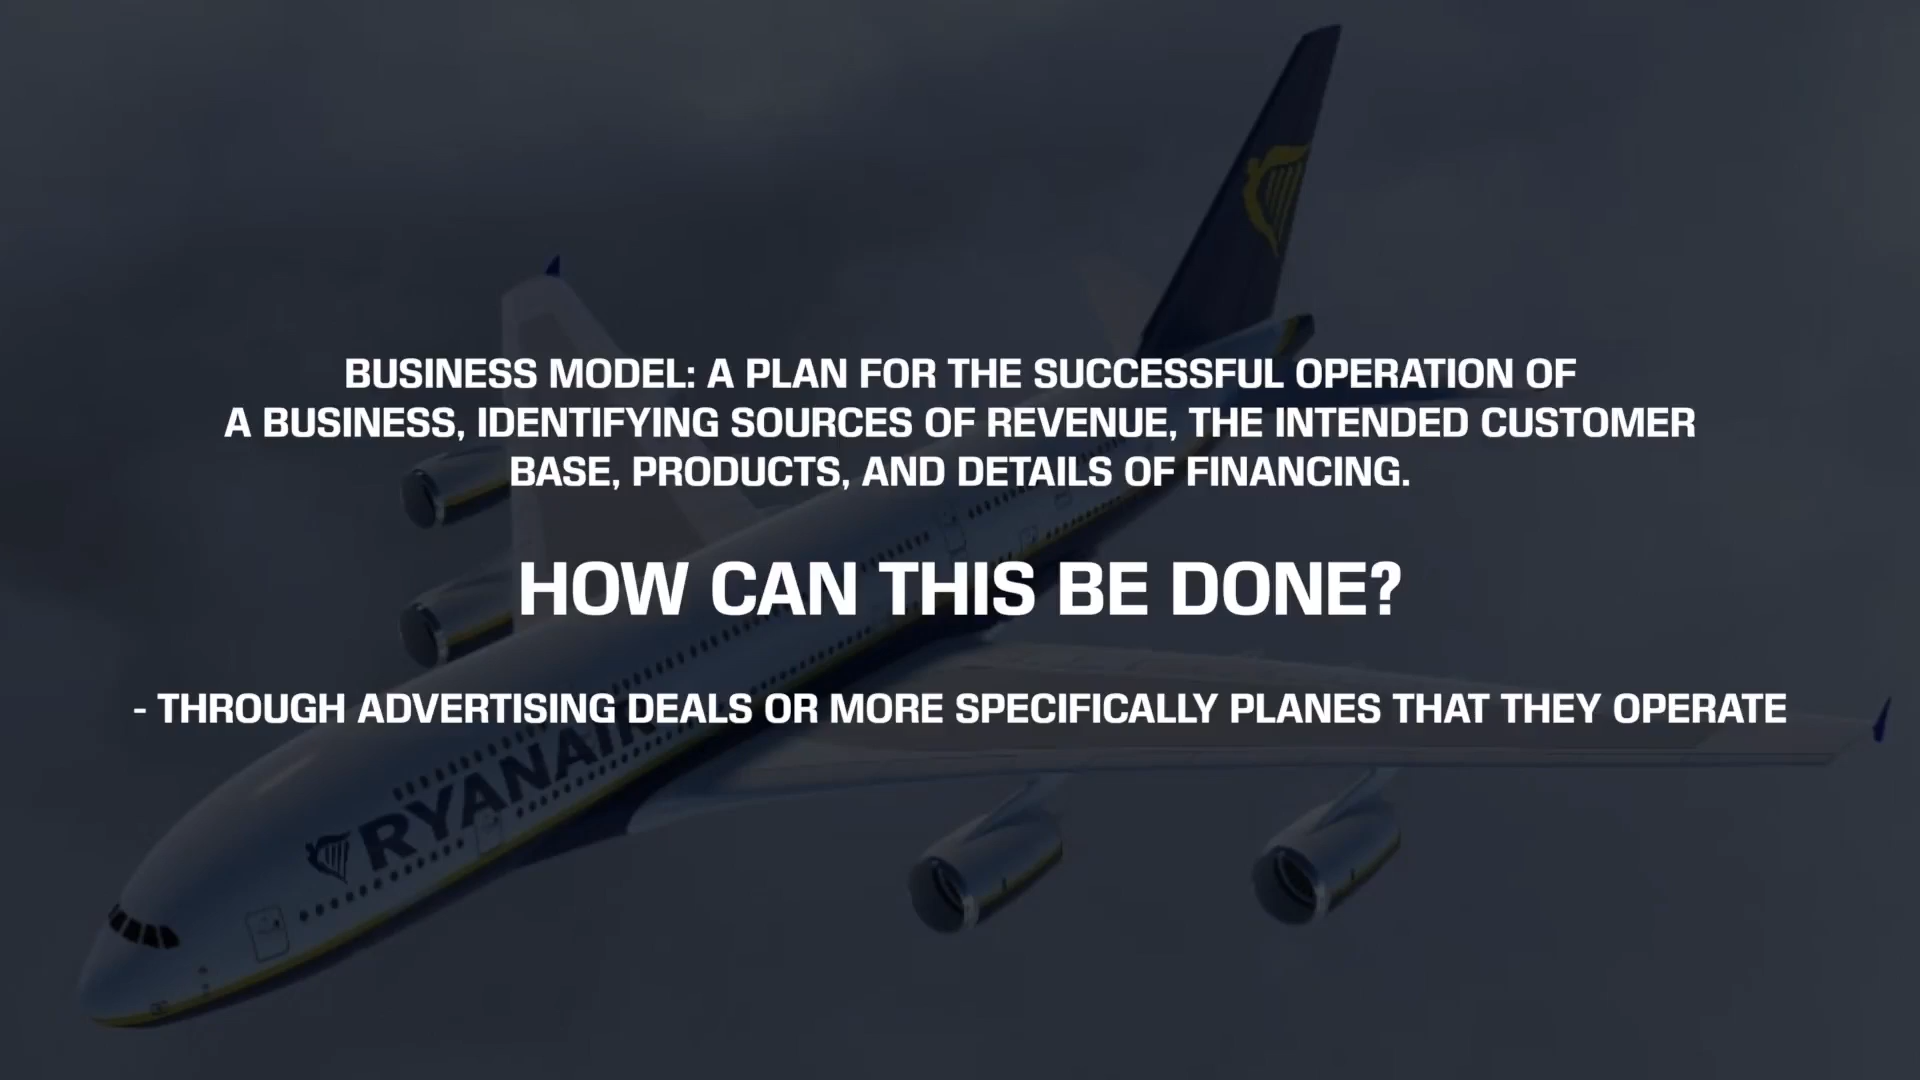 BUSINESS MODEL: A PLAN FOR THE SUCCESSFUL OPERATION OF
A BUSINESS, IDENTIFYING SOURCES OF REVENUE, THE INTENDED CUSTOMER
BASE, PRODUCTS, AND DETAILS OF FINANCING.
HOW CAN THIS BE DONE?
- THROUGH ADVERTISING DEALS OR MORE SPECIFICALLY PLANES THAT THEY OPERATE
RYANAIR